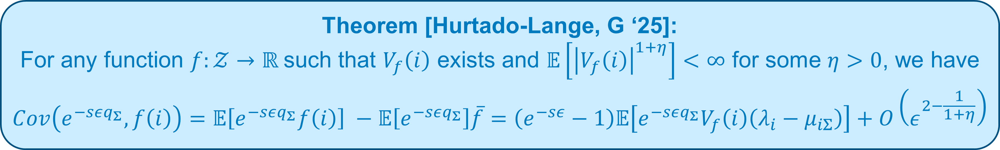 Theorem [Hurtado-Lange, G ‘25]:
For any function 𝑓: 𝒵 → ℝ such that 𝑉_𝑓(𝑖) exists and 𝔼[|𝑉_𝑓(𝑖)|^{1+𝜂}] < ∞ for some 𝜂 > 0, we have
𝐶𝑜𝑣(𝑒^{−𝑠𝜖𝑞_Σ}, 𝑓(𝑖)) = 𝔼[𝑒^{−𝑠𝜖𝑞_Σ}𝑓(𝑖)] − 𝔼[𝑒^{−𝑠𝜖𝑞_Σ}]𝑓̄ = (𝑒^{−𝑠𝜖} − 1)𝔼[𝑒^{−𝑠𝜖𝑞_Σ}𝑉_𝑓(𝑖)(𝜆_𝑖 − 𝜇_{𝑖Σ})] + 𝑂(𝜖^{2−\frac{1}{1+𝜂}})